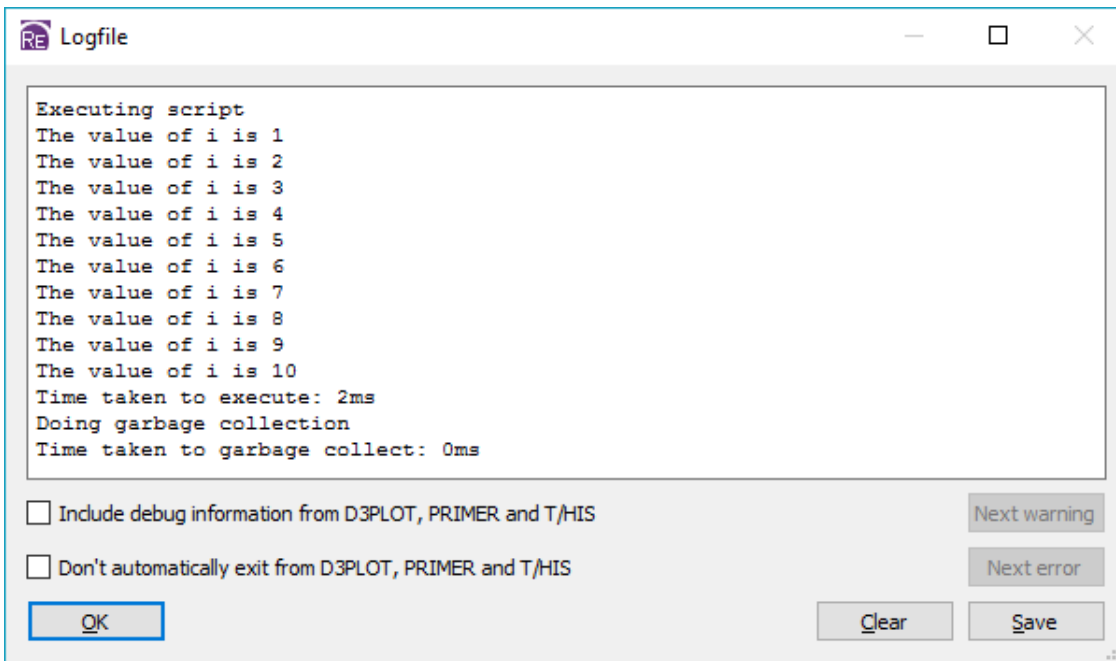 RE Logfile
Executing script
The value of i is 1
The value of i is 2
The value of i is 3
The value of i is 4
The value of i is 5
The value of i is 6
The value of i is 7
The value of i is 8
The value of i is 9
The value of i is 10
Time taken to execute: 2ms
Doing garbage collection
Time taken to garbage collect: 0ms
Include debug information from D3PLOT, PRIMER and T/HIS
Next warning
Don't automatically exit from D3PLOT, PRIMER and T/HIS
Next error
OK
Clear
Save